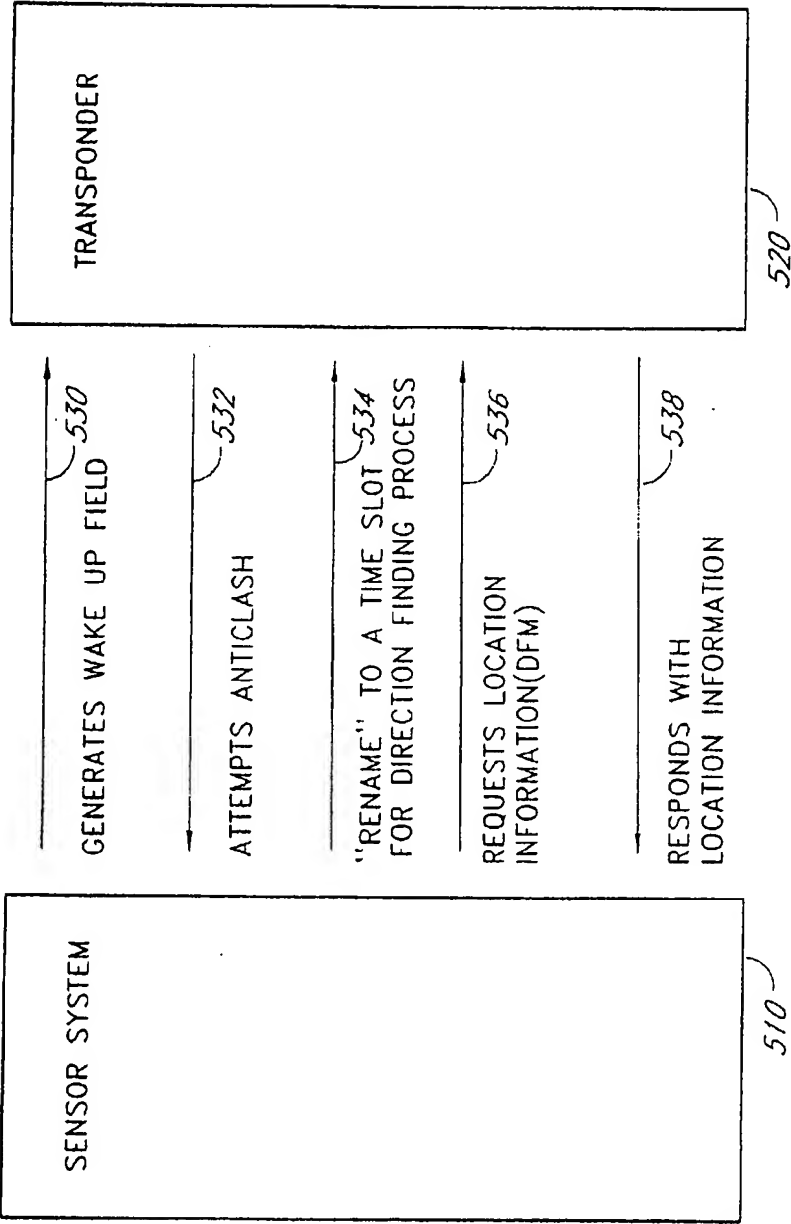 SENSOR SYSTEM
TRANSPONDER
530
GENERATES WAKE UP FIELD
532
ATTEMPTS ANTICLASH
534
"RENAME" TO A TIME SLOT
FOR DIRECTION FINDING PROCESS
536
REQUESTS LOCATION
INFORMATION(DFM)
538
RESPONDS WITH
LOCATION INFORMATION
510
520